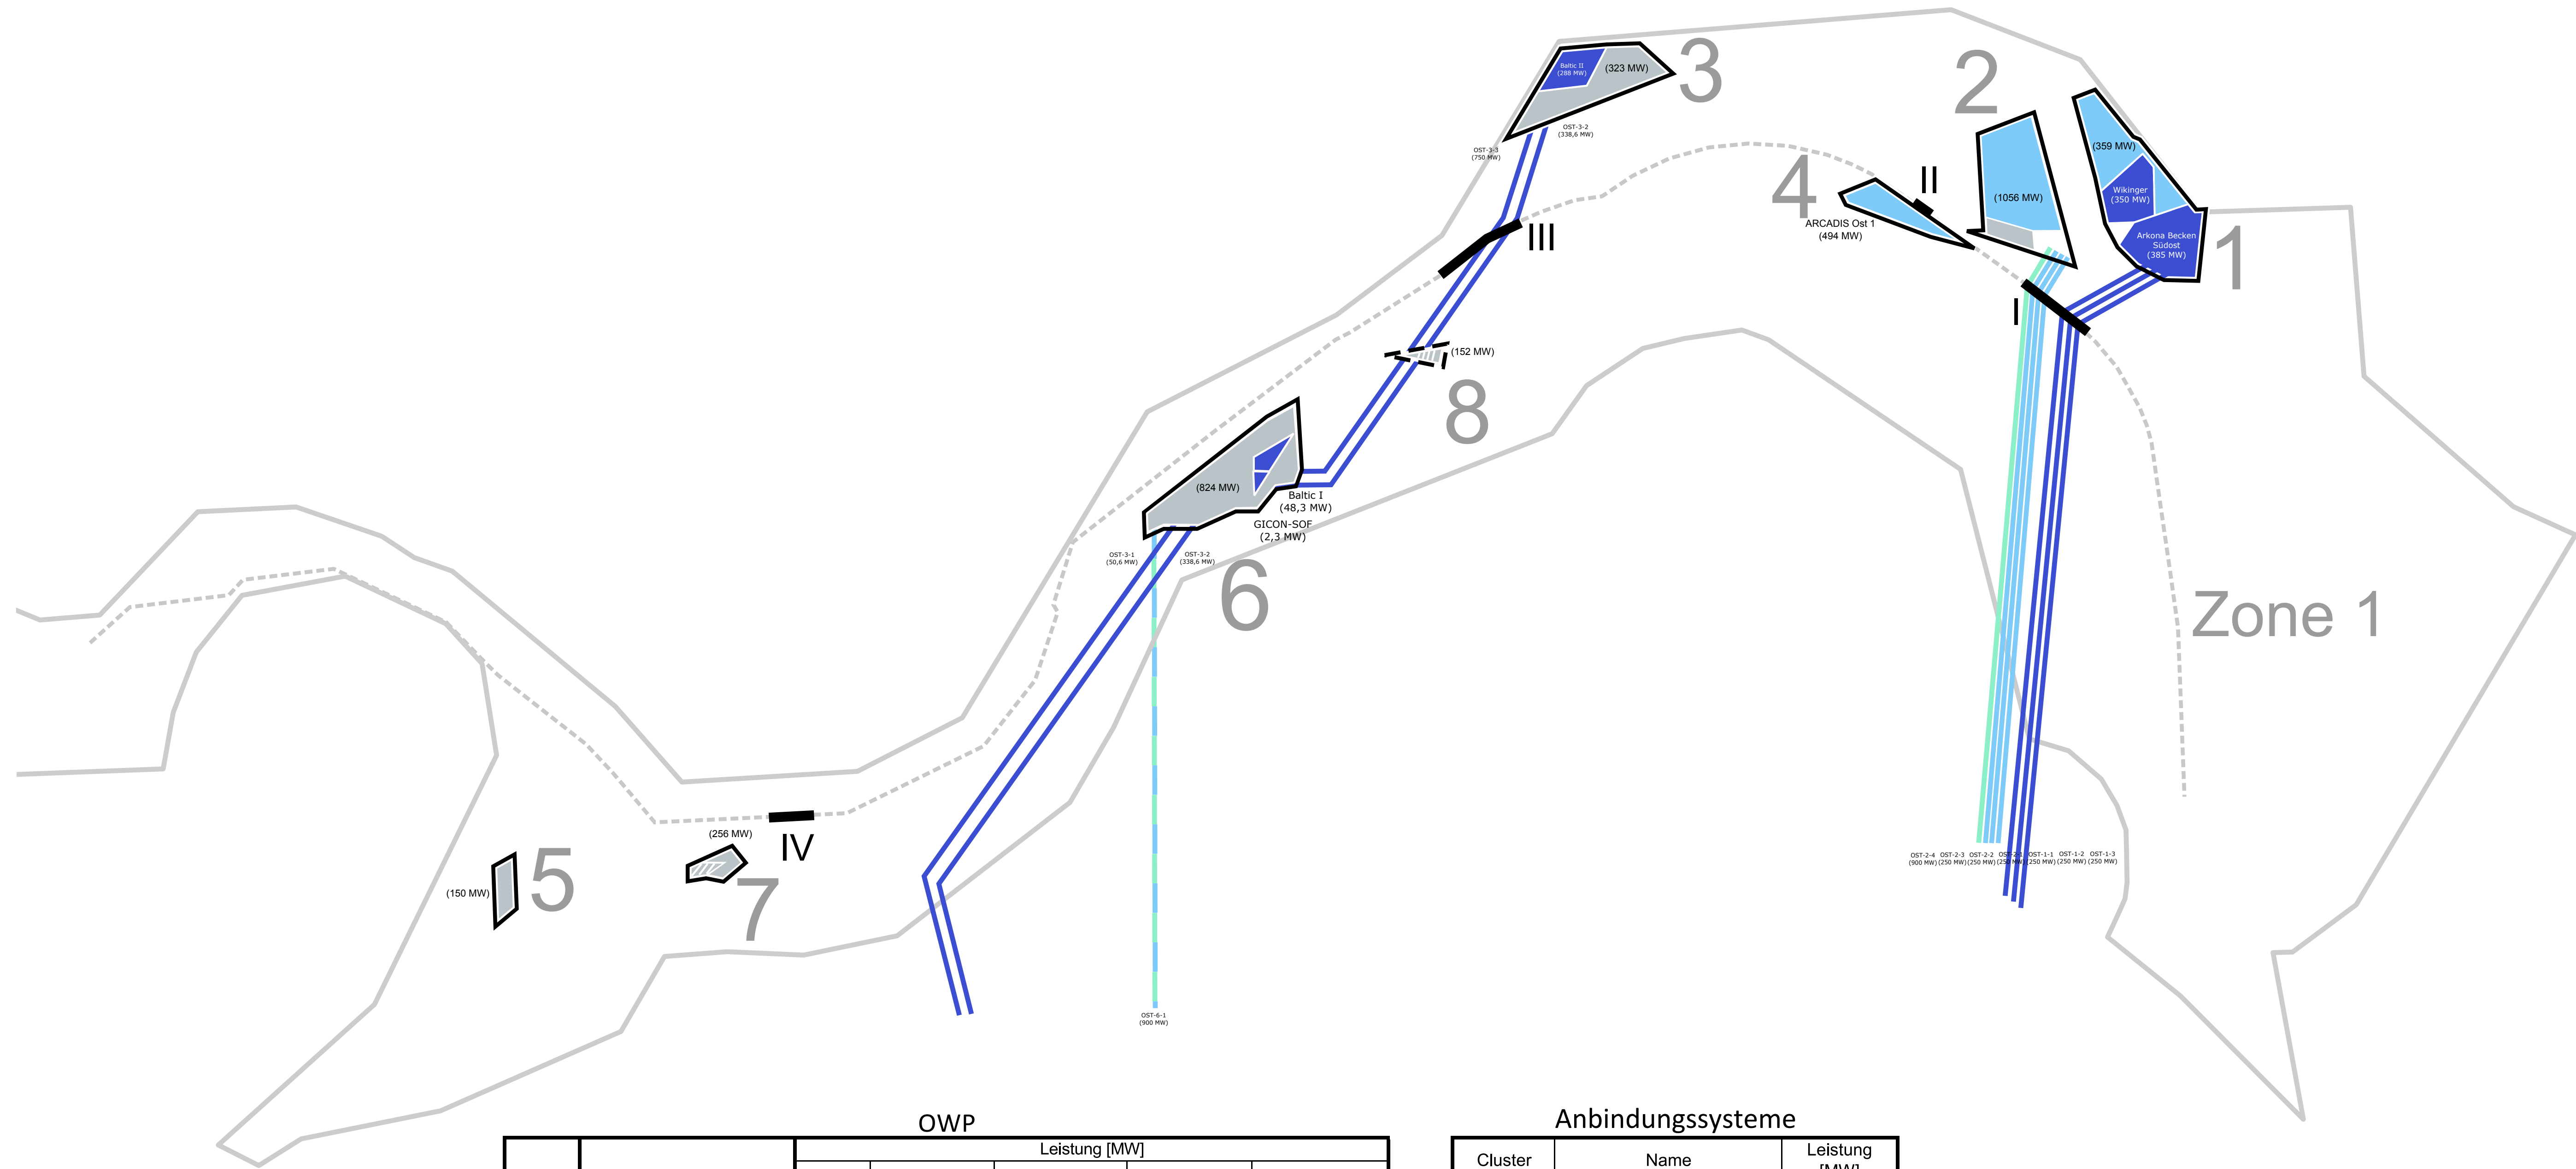 3
Baltic II
(288 MW)
(323 MW)
OST-3-2
(338,6 MW)
OST-3-3
(750 MW)
2
(1056 MW)
(359 MW)
Wikinger
(350 MW)
Arkona Becken
Südost
(385 MW)
1
4
II
ARCADIS Ost 1
(494 MW)
I
III
(152 MW)
8
(824 MW)
Baltic I
(48,3 MW)
GICON-SOF
(2,3 MW)
OST-3-1
(50,6 MW)
OST-3-2
(338,6 MW)
6
Zone 1
(256 MW)
IV
7
(150 MW)
5
OST-2-4
(900 MW)
OST-2-3
(250 MW)
OST-2-2
(250 MW)
OST-2-1
(250 MW)
OST-1-1
(250 MW)
OST-1-2
(250 MW)
OST-1-3
(250 MW)
OST-6-1
(900 MW)
OWP
Leistung [MW]
Anbindungssysteme
Cluster
Name
Leistung
[MW]